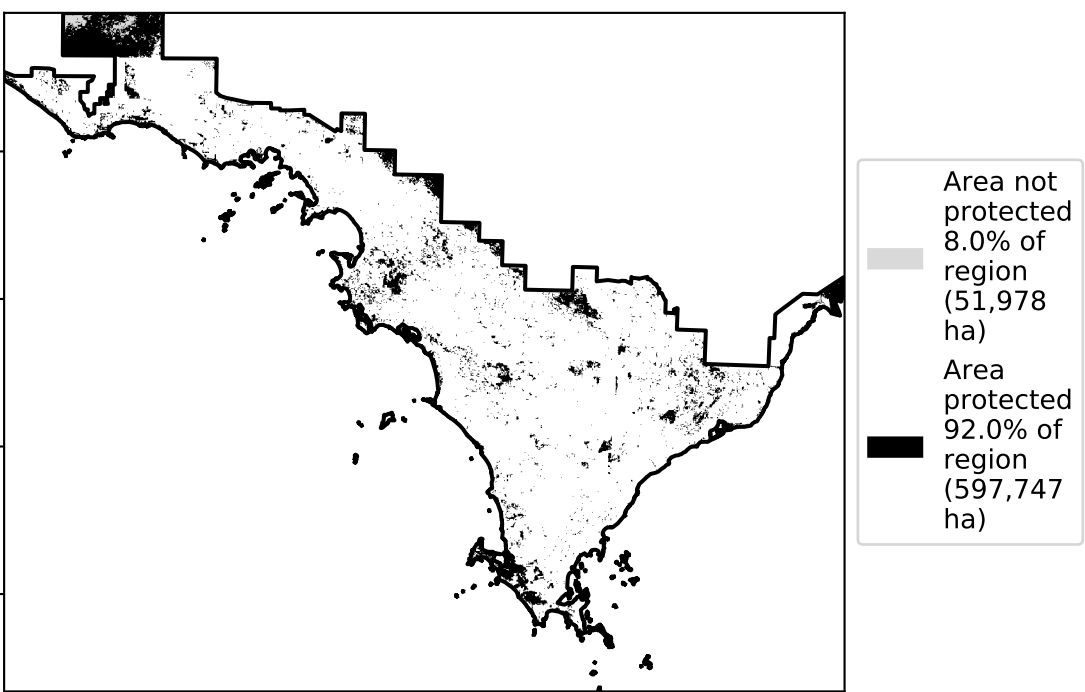 Area not
protected
8.0% of
region
(51,978
ha)
Area
protected
92.0% of
region
(597,747
ha)